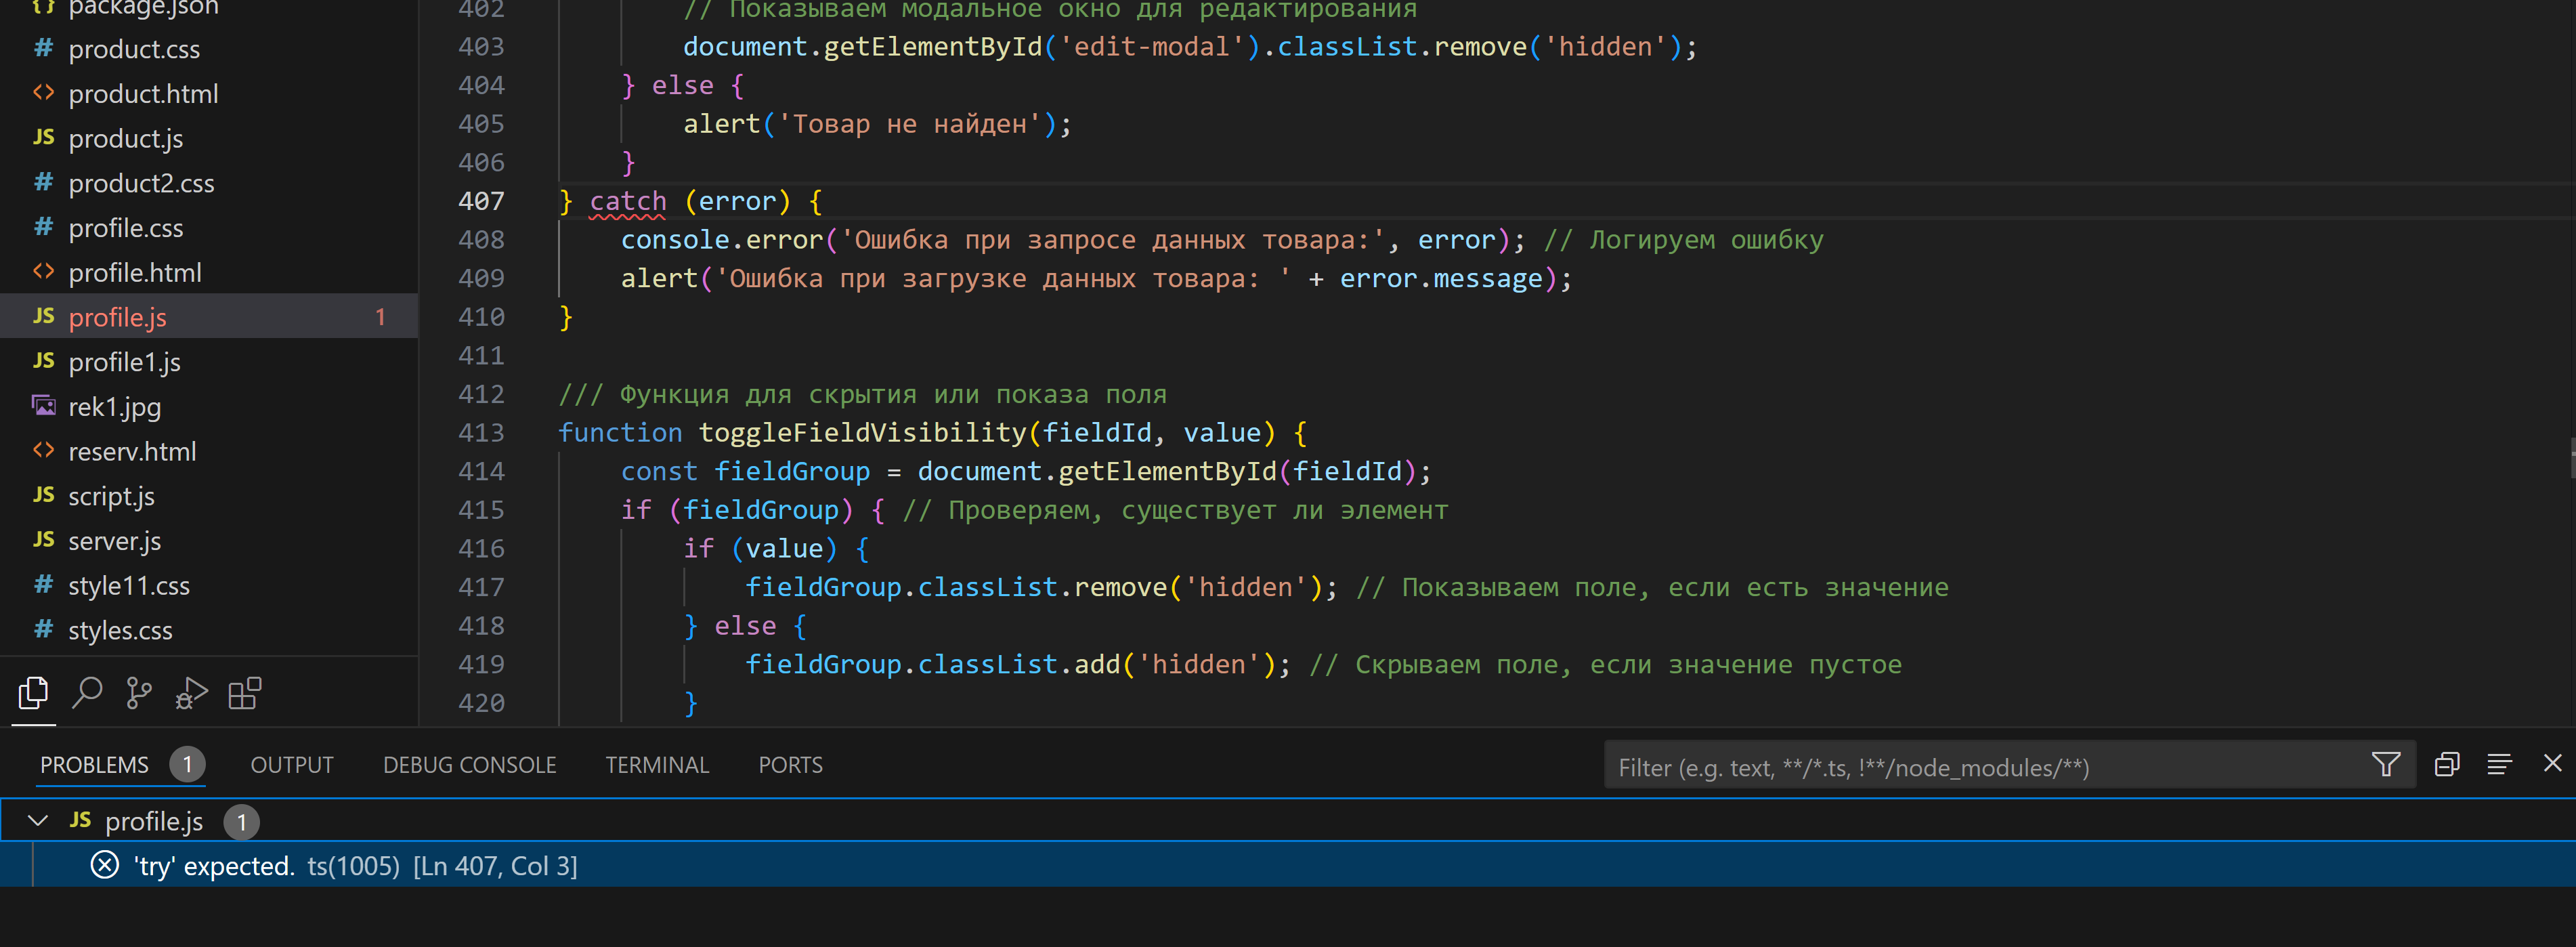 package.json
product.css
product.html
product.js
product2.css
profile.css
profile.html
profile.js 1
profile1.js
rek1.jpg
reserv.html
script.js
server.js
style11.css
styles.css
402 // Показываем модальное окно для редактирования
403 document.getElementById('edit-modal').classList.remove('hidden');
404 } else {
405 alert('Товар не найден');
406 }
407 } catch (error) {
408 console.error('Ошибка при запросе данных товара:', error); // Логируем ошибку
409 alert('Ошибка при загрузке данных товара: ' + error.message);
410 }
411
412 /// Функция для скрытия или показа поля
413 function toggleFieldVisibility(fieldId, value) {
414 const fieldGroup = document.getElementById(fieldId);
415 if (fieldGroup) { // Проверяем, существует ли элемент
416 if (value) {
417 fieldGroup.classList.remove('hidden'); // Показываем поле, если есть значение
418 } else {
419 fieldGroup.classList.add('hidden'); // Скрываем поле, если значение пустое
420 }
PROBLEMS 1 OUTPUT DEBUG CONSOLE TERMINAL PORTS
Filter (e.g. text, **/*.ts, !**/node_modules/**)
JS profile.js 1
'try' expected. ts(1005) [Ln 407, Col 3]